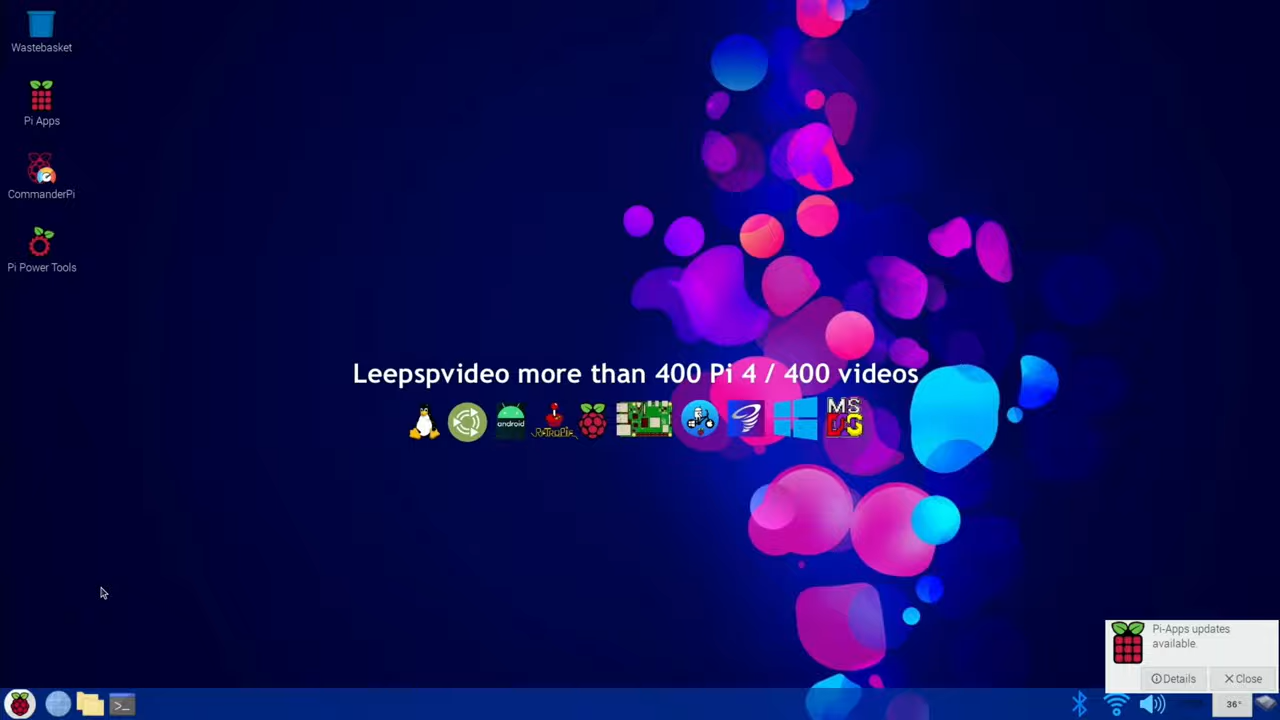 Wastebasket
Pi Apps
CommanderPi
Pi Power Tools
Leepspvideo more than 400 Pi 4 / 400 videos
android
RetroPie
MS
Pi-Apps updates
available.
Details
Close
>_
36°